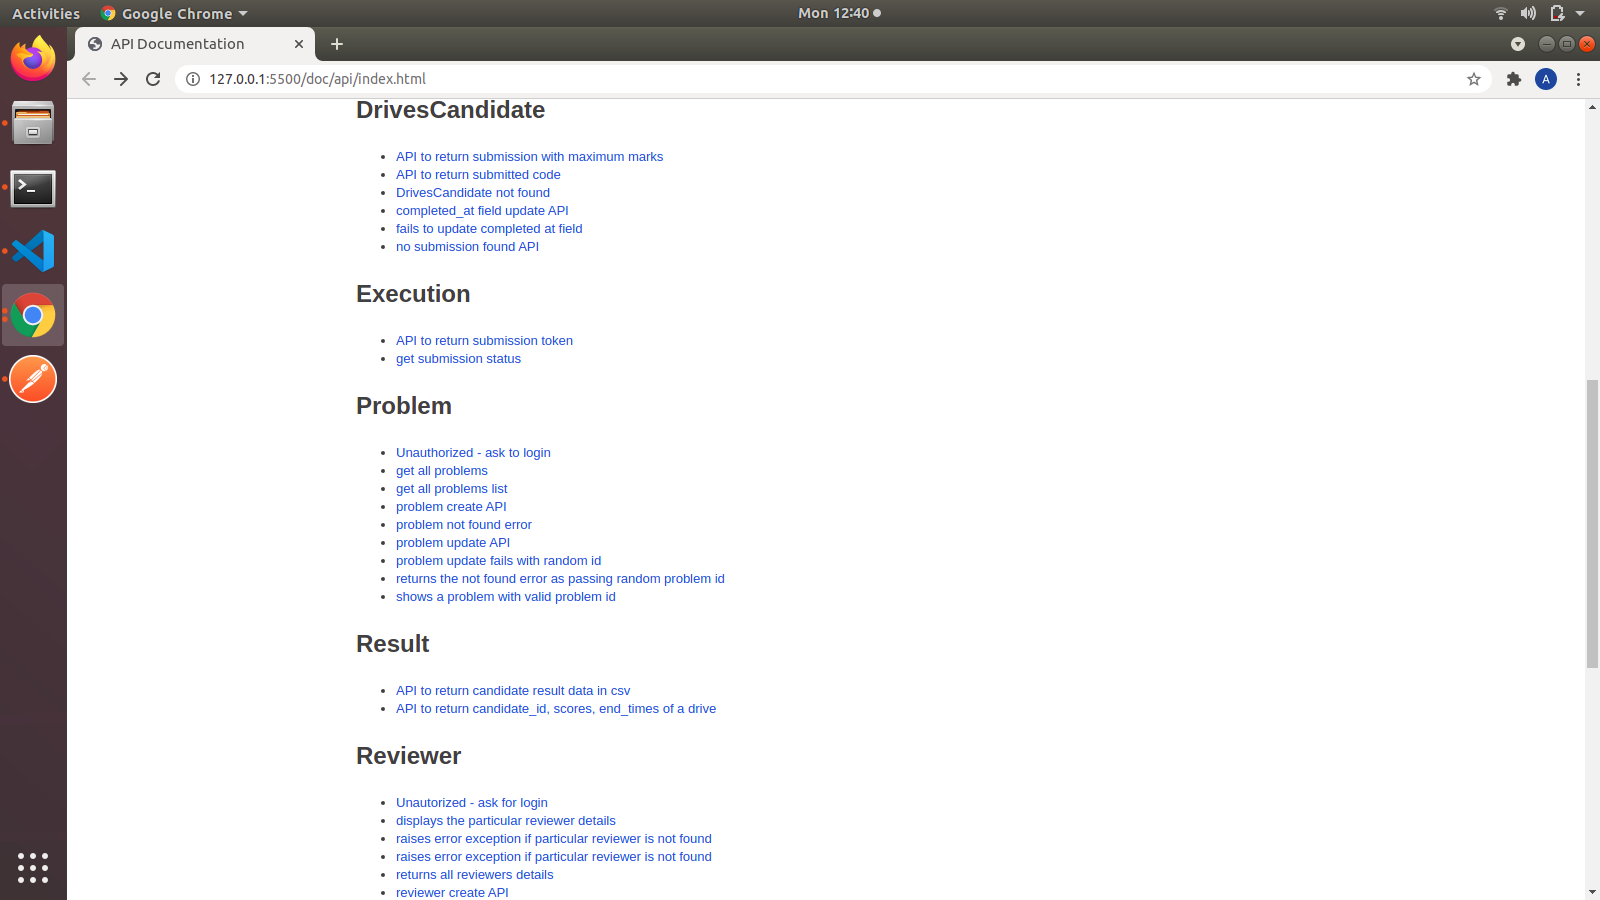 Activities Google Chrome Mon 12:40
API Documentation
127.0.0.1:5500/doc/api/index.html A
DrivesCandidate
API to return submission with maximum marks
API to return submitted code
DrivesCandidate not found
completed_at field update API
fails to update completed at field
no submission found API
Execution
API to return submission token
get submission status
Problem
Unauthorized - ask to login
get all problems
get all problems list
problem create API
problem not found error
problem update API
problem update fails with random id
returns the not found error as passing random problem id
shows a problem with valid problem id
Result
API to return candidate result data in csv
API to return candidate_id, scores, end_times of a drive
Reviewer
Unautorized - ask for login
displays the particular reviewer details
raises error exception if particular reviewer is not found
raises error exception if particular reviewer is not found
returns all reviewers details
reviewer create API